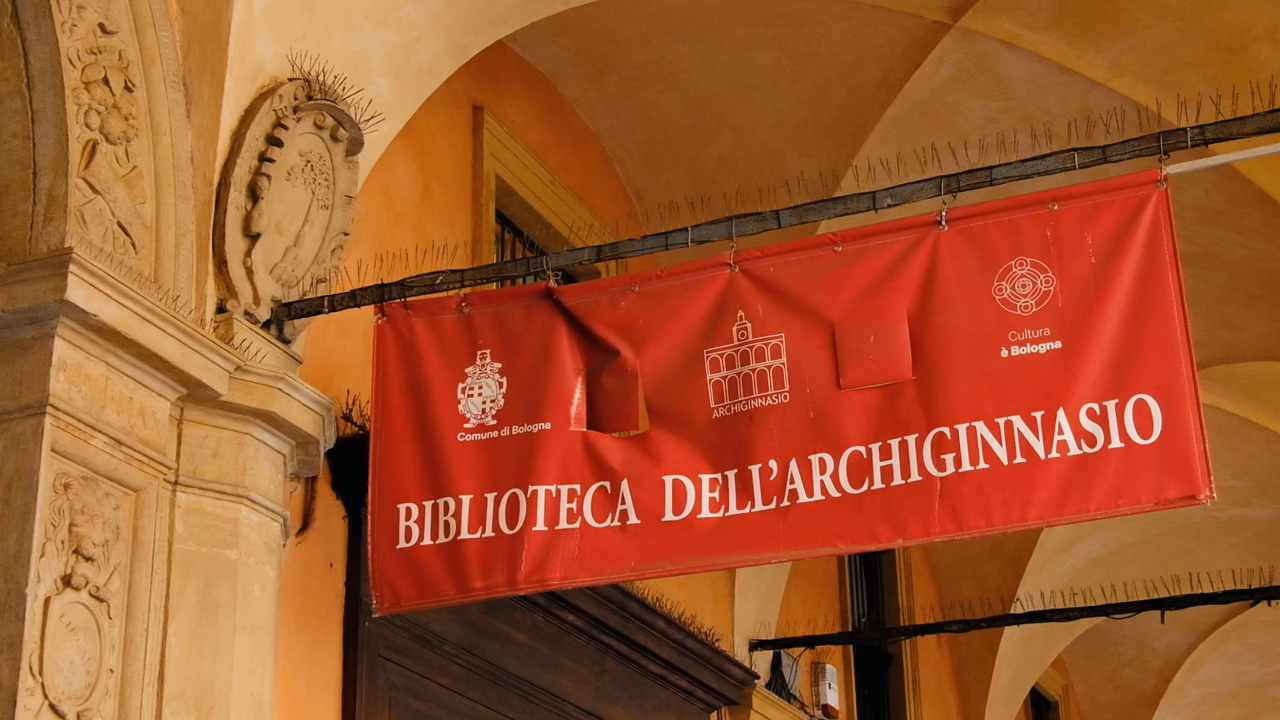 Comune di Bologna
ARCHIGINNASIO
Cultura
è Bologna
BIBLIOTECA DELL'ARCHIGINNASIO